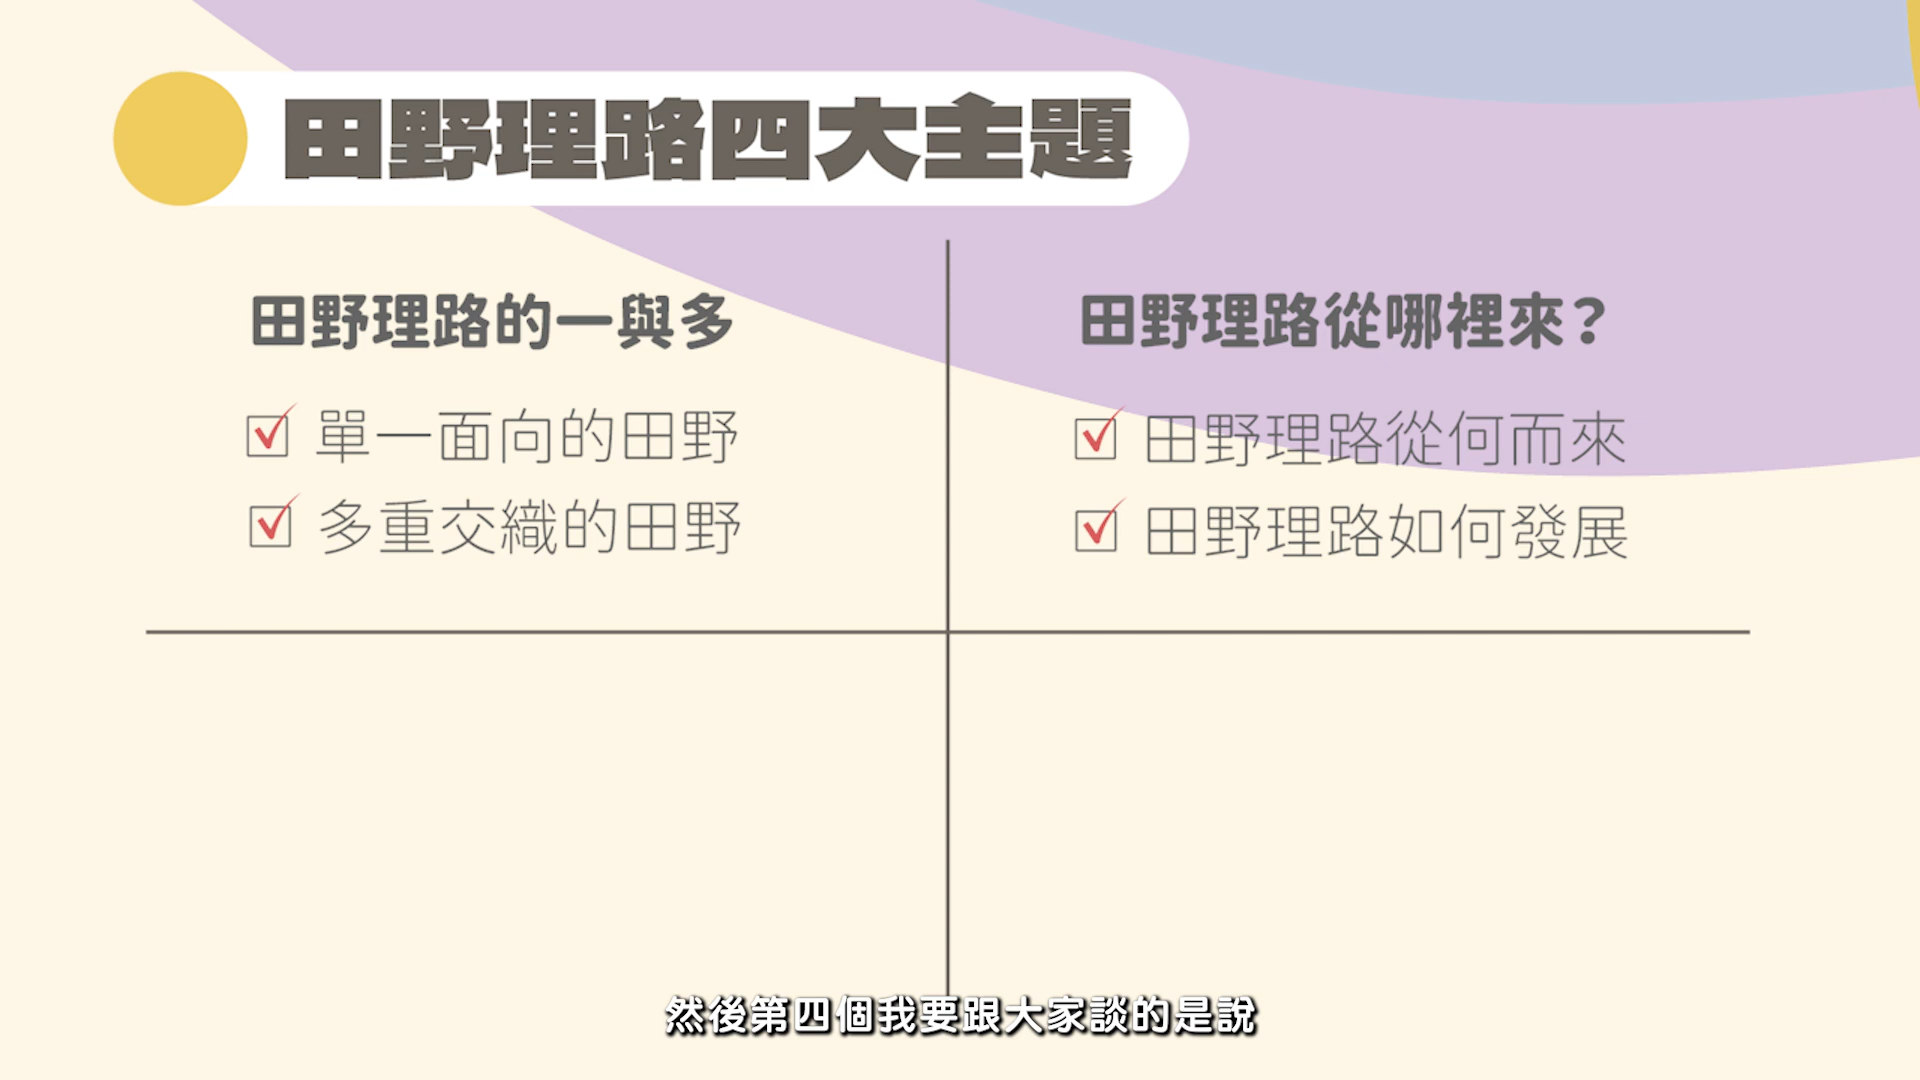 田野理路四大主題
田野理路的一與多
單一面向的田野
多重交織的田野
田野理路從哪裡來？
田野理路從何而來
田野理路如何發展
然後第四個我要跟大家談的是說